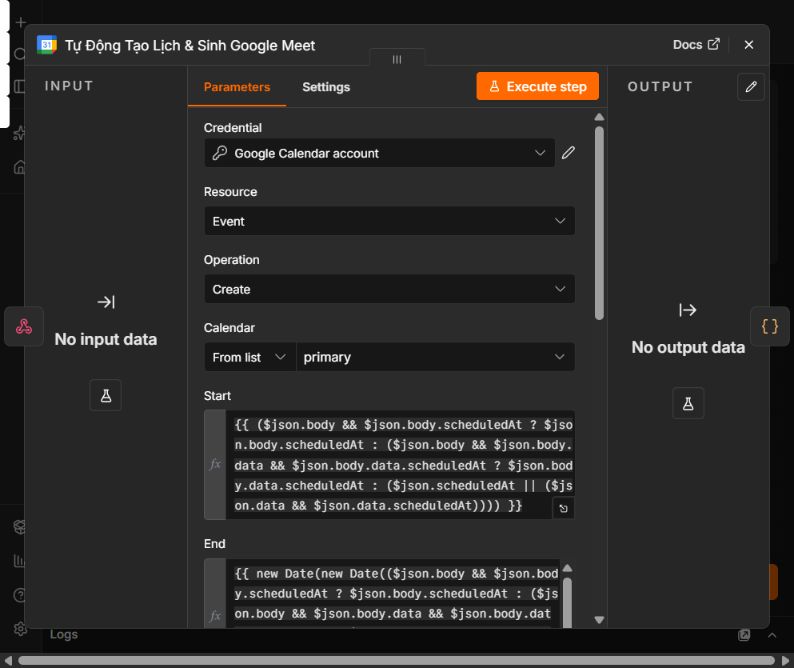 31
Tự Động Tạo Lịch & Sinh Google Meet
Docs
INPUT
Parameters
Settings
Execute step
OUTPUT
Credential
Google Calendar account
Resource
Event
Operation
Create
Calendar
From list
primary
Start
fx
{{ ($json.body && $json.body.scheduledAt ? $jso
n.body.scheduledAt : ($json.body && $json.body.
data && $json.body.data.scheduledAt ? $json.bod
y.data.scheduledAt : ($json.scheduledAt || ($js
on.data && $json.data.scheduledAt)))) }}
End
fx
{{ new Date(new Date(($json.body && $json.bod
y.scheduledAt ? $json.body.scheduledAt : ($js
on.body && $json.body.data && $json.body.dat
No input data
No output data
{}
Logs